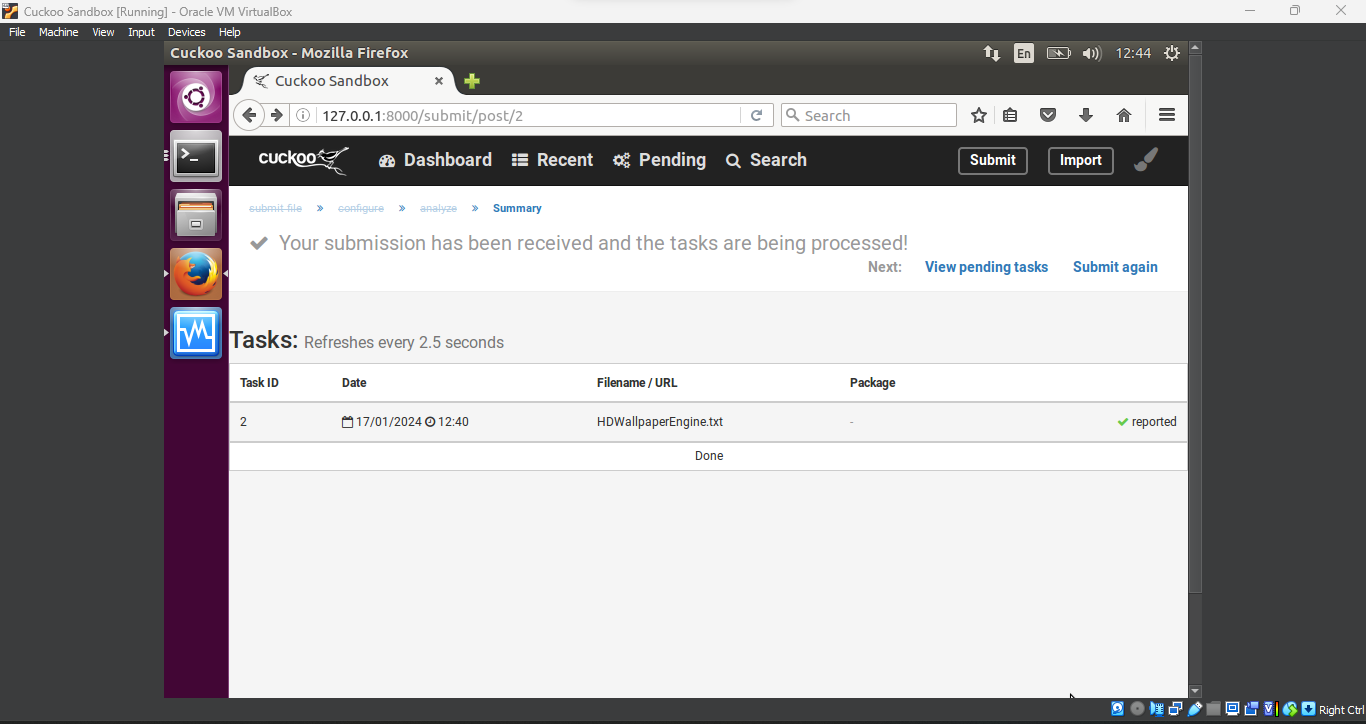 Cuckoo Sandbox [Running] - Oracle VM VirtualBox
File Machine View Input Devices Help
Cuckoo Sandbox - Mozilla Firefox En 12:44
Cuckoo Sandbox
127.0.0.1:8000/submit/post/2 Search
cuckoo Dashboard Recent Pending Search Submit Import
submit file » configure » analyze » Summary
Your submission has been received and the tasks are being processed!
Next: View pending tasks Submit again
Tasks: Refreshes every 2.5 seconds
Task ID Date Filename / URL Package
2 17/01/2024 12:40 HDWallpaperEngine.txt - reported
Done
Right Ctrl